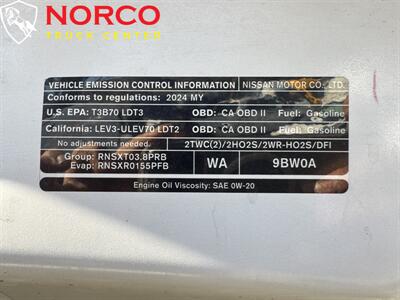 NORCO
TRUCK CENTER
VEHICLE EMISSION CONTROL INFORMATION NISSAN MOTOR CO., LTD.
Conforms to regulations: 2024 MY
U.S. EPA: T3B70 LDT3 OBD: CA OBD II Fuel: Gasoline
California: LEV3-ULEV70 LDT2 OBD: CA OBD II Fuel: Gasoline
No adjustments needed. 2TWC(2)/2HO2S/2WR-HO2S/DFI
Group: RNSXT03.8PRB WA 9BW0A
Evap: RNSXR0155PFB
Engine Oil Viscosity: SAE 0W-20